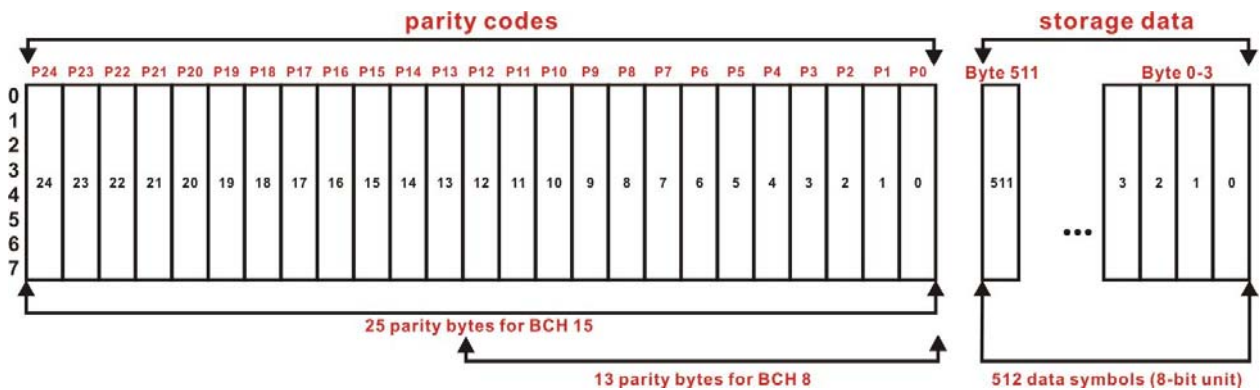 parity codes
storage data
P24 P23 P22 P21 P20 P19 P18 P17 P16 P15 P14 P13 P12 P11 P10 P9 P8 P7 P6 P5 P4 P3 P2 P1 P0
Byte 511
Byte 0-3
0
1
2
3
4
5
6
7
24 23 22 21 20 19 18 17 16 15 14 13 12 11 10 9 8 7 6 5 4 3 2 1 0
511 ... 3 2 1 0
25 parity bytes for BCH 15
13 parity bytes for BCH 8
512 data symbols (8-bit unit)